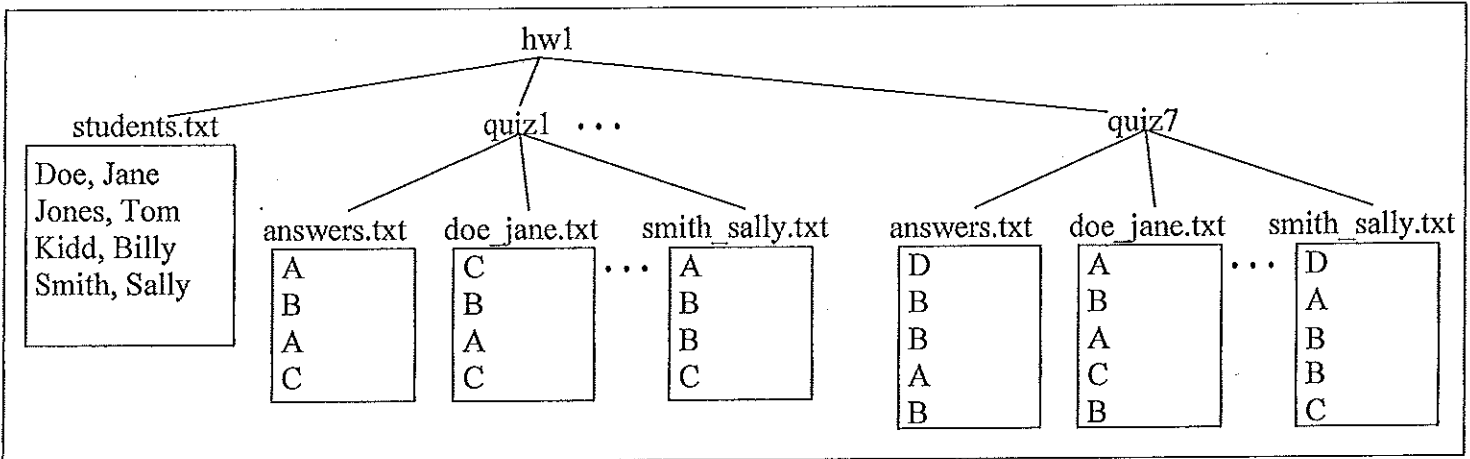 hw1
students.txt
quiz1 • • •
quiz7
Doe, Jane
Jones, Tom
Kidd, Billy
Smith, Sally
answers.txt
A
B
A
C
doe_jane.txt
C
B
A
C
• • •
smith_sally.txt
A
B
B
C
answers.txt
D
B
B
A
B
doe_jane.txt
A
B
A
C
B
• • •
smith_sally.txt
D
A
B
B
C